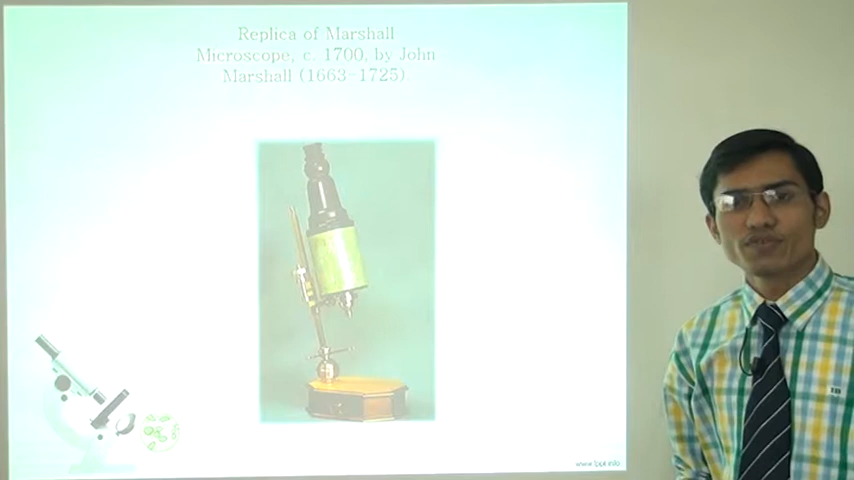 Replica of Marshall
Microscope, c. 1700, by John
Marshall (1663-1725)